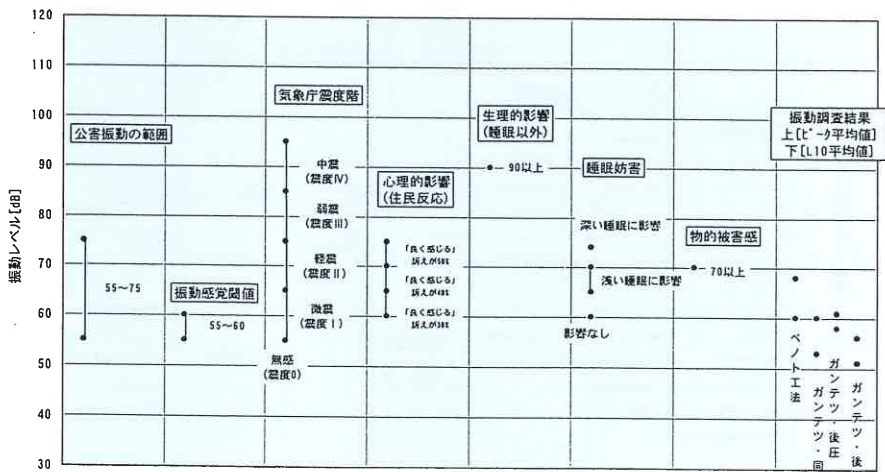 振動レベル[dB]
120
110
100
90
80
70
60
50
40
30
公害振動の範囲
55～75
振動感覚閾値
55～60
気象庁震度階
中震
(震度Ⅳ)
弱震
(震度Ⅲ)
軽震
(震度Ⅱ)
微震
(震度Ⅰ)
無感
(震度0)
心理的影響
(住民反応)
「良く感じる」
訴えが50%
「良く感じる」
訴えが40%
「良く感じる」
訴えが30%
生理的影響
(睡眠以外)
90以上
睡眠妨害
深い睡眠に影響
浅い睡眠に影響
影響なし
物的被害感
70以上
振動調査結果
上[ﾋﾟｰｸ平均値]
下[L10平均値]
ベノト工法
ガンテツ・同
ガンテツ・後圧
ガンテツ・後